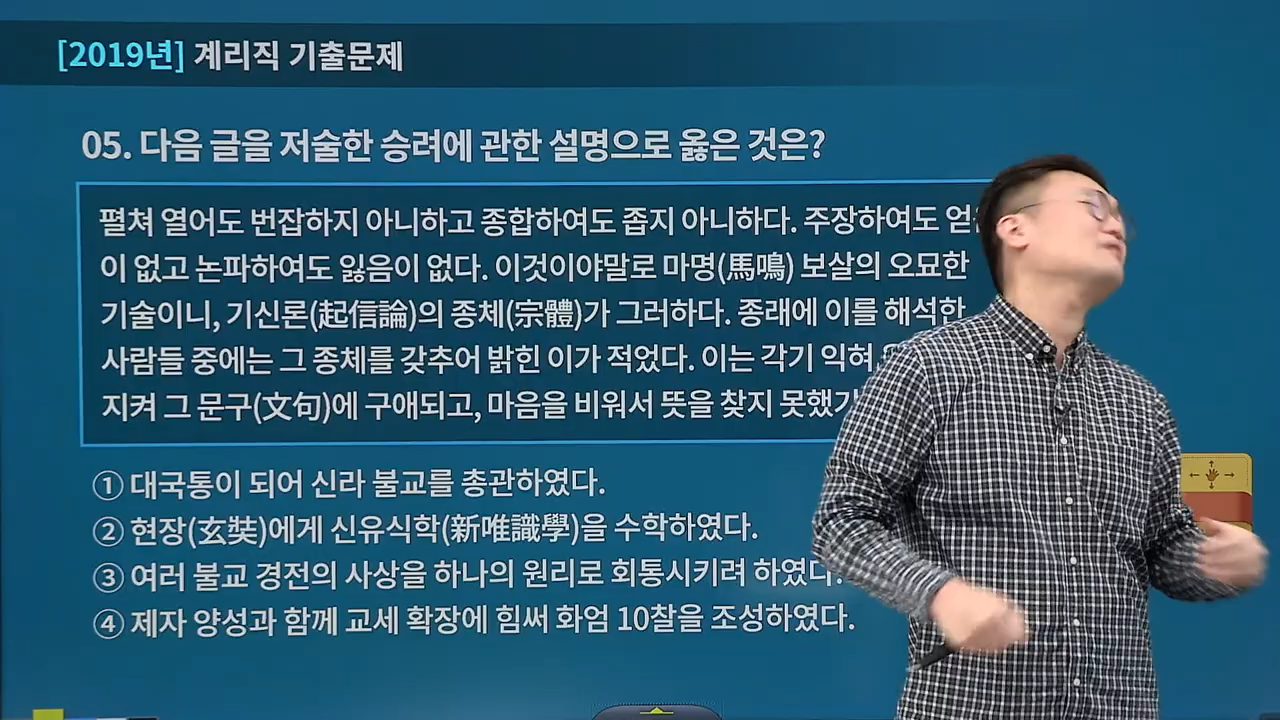 [2019년] 계리직 기출문제
05. 다음 글을 저술한 승려에 관한 설명으로 옳은 것은?
펼쳐 열어도 번잡하지 아니하고 종합하여도 좁지 아니하다. 주장하여도
이 없고 논파하여도 잃음이 없다. 이것이야말로 마명(馬鳴) 보살의 오묘한
기술이니, 기신론(起信論)의 종체(宗體)가 그러하다. 종래에 이를 해석한
사람들 중에는 그 종체를 갖추어 밝힌 이가 적었다. 이는 각기 익혀
지켜 그 문구(文句)에 구애되고, 마음을 비워서 뜻을 찾지 못했기
① 대국통이 되어 신라 불교를 총관하였다.
② 현장(玄奘)에게 신유식학(新唯識學)을 수학하였다.
③ 여러 불교 경전의 사상을 하나의 원리로 회통시키려 하였다.
④ 제자 양성과 함께 교세 확장에 힘써 화엄 10찰을 조성하였다.